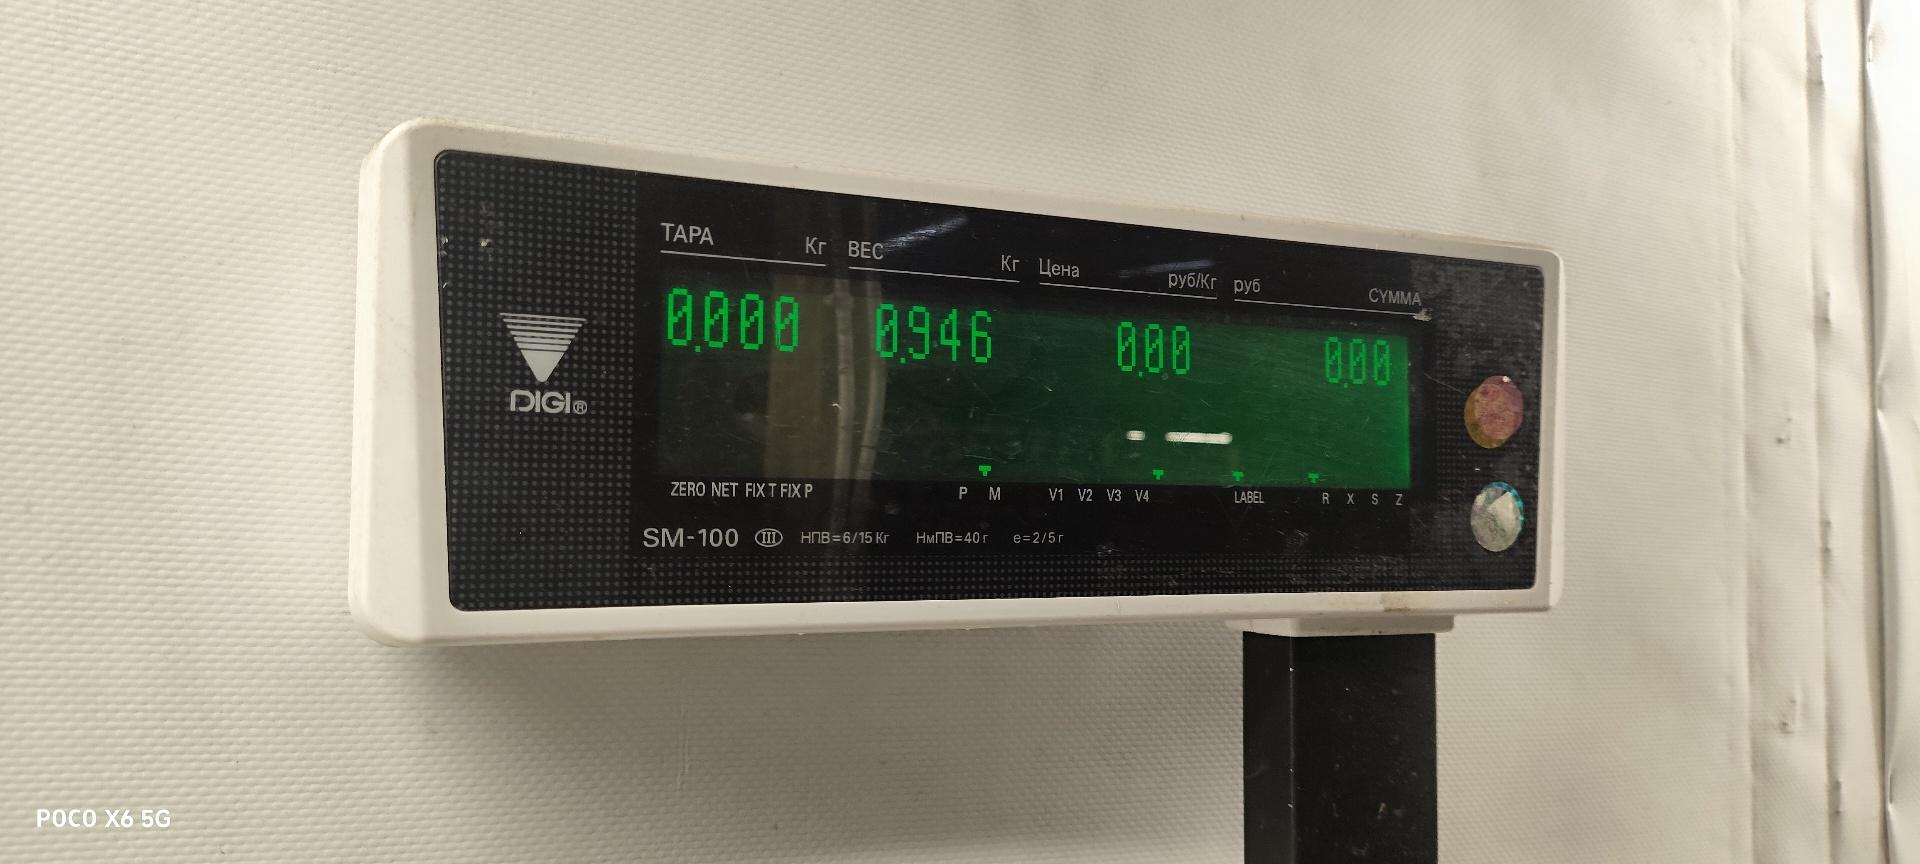 ТАРА Кг ВЕС Кг Цена руб/Кг руб СУММА
0.000 0.946 0.00 0.00
DIGI®
ZERO NET FIX T FIX P P M V1 V2 V3 V4 LABEL R X S Z
SM-100 III НПВ=6/15 Кг НмПВ=40 г e=2/5 г
POCO X6 5G